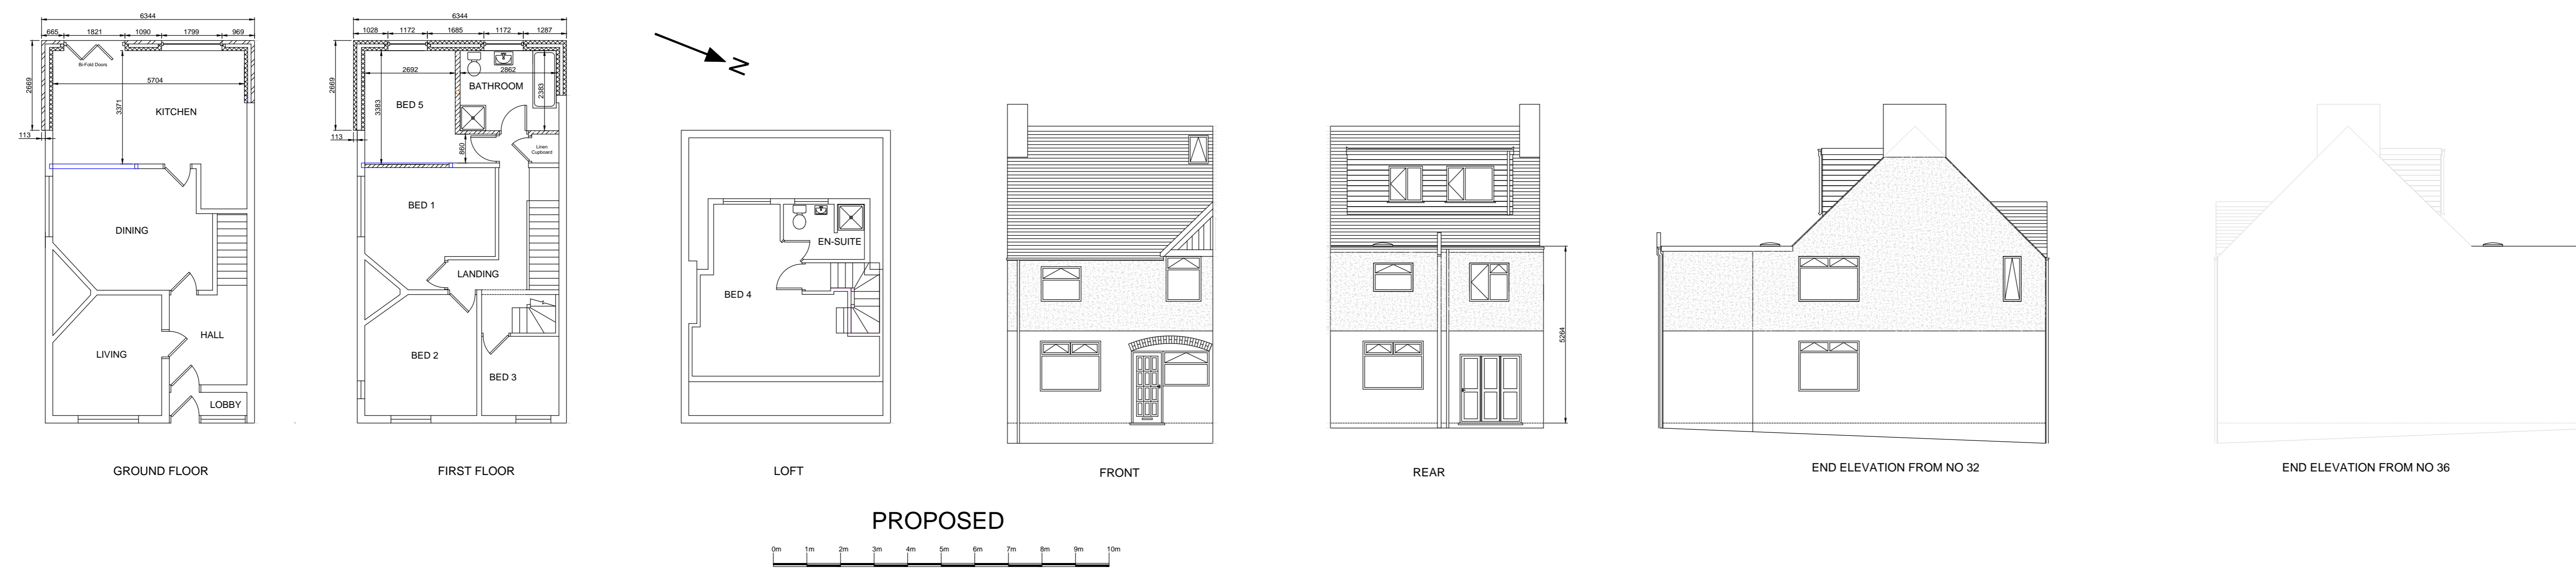 6344
665 1821 1090 1799 969
Bi-Fold Doors
2669
5704
3371
KITCHEN
113
DINING
HALL
LIVING
LOBBY
GROUND FLOOR
6344
1028 1172 1685 1172 1287
2669
2692
2862
BATHROOM
2383
3383
BED 5
113
860
Linen
Cupboard
BED 1
LANDING
BED 2
BED 3
FIRST FLOOR
N
EN-SUITE
BED 4
LOFT
FRONT
5264
REAR
END ELEVATION FROM NO 32
END ELEVATION FROM NO 36
PROPOSED
0m 1m 2m 3m 4m 5m 6m 7m 8m 9m 10m